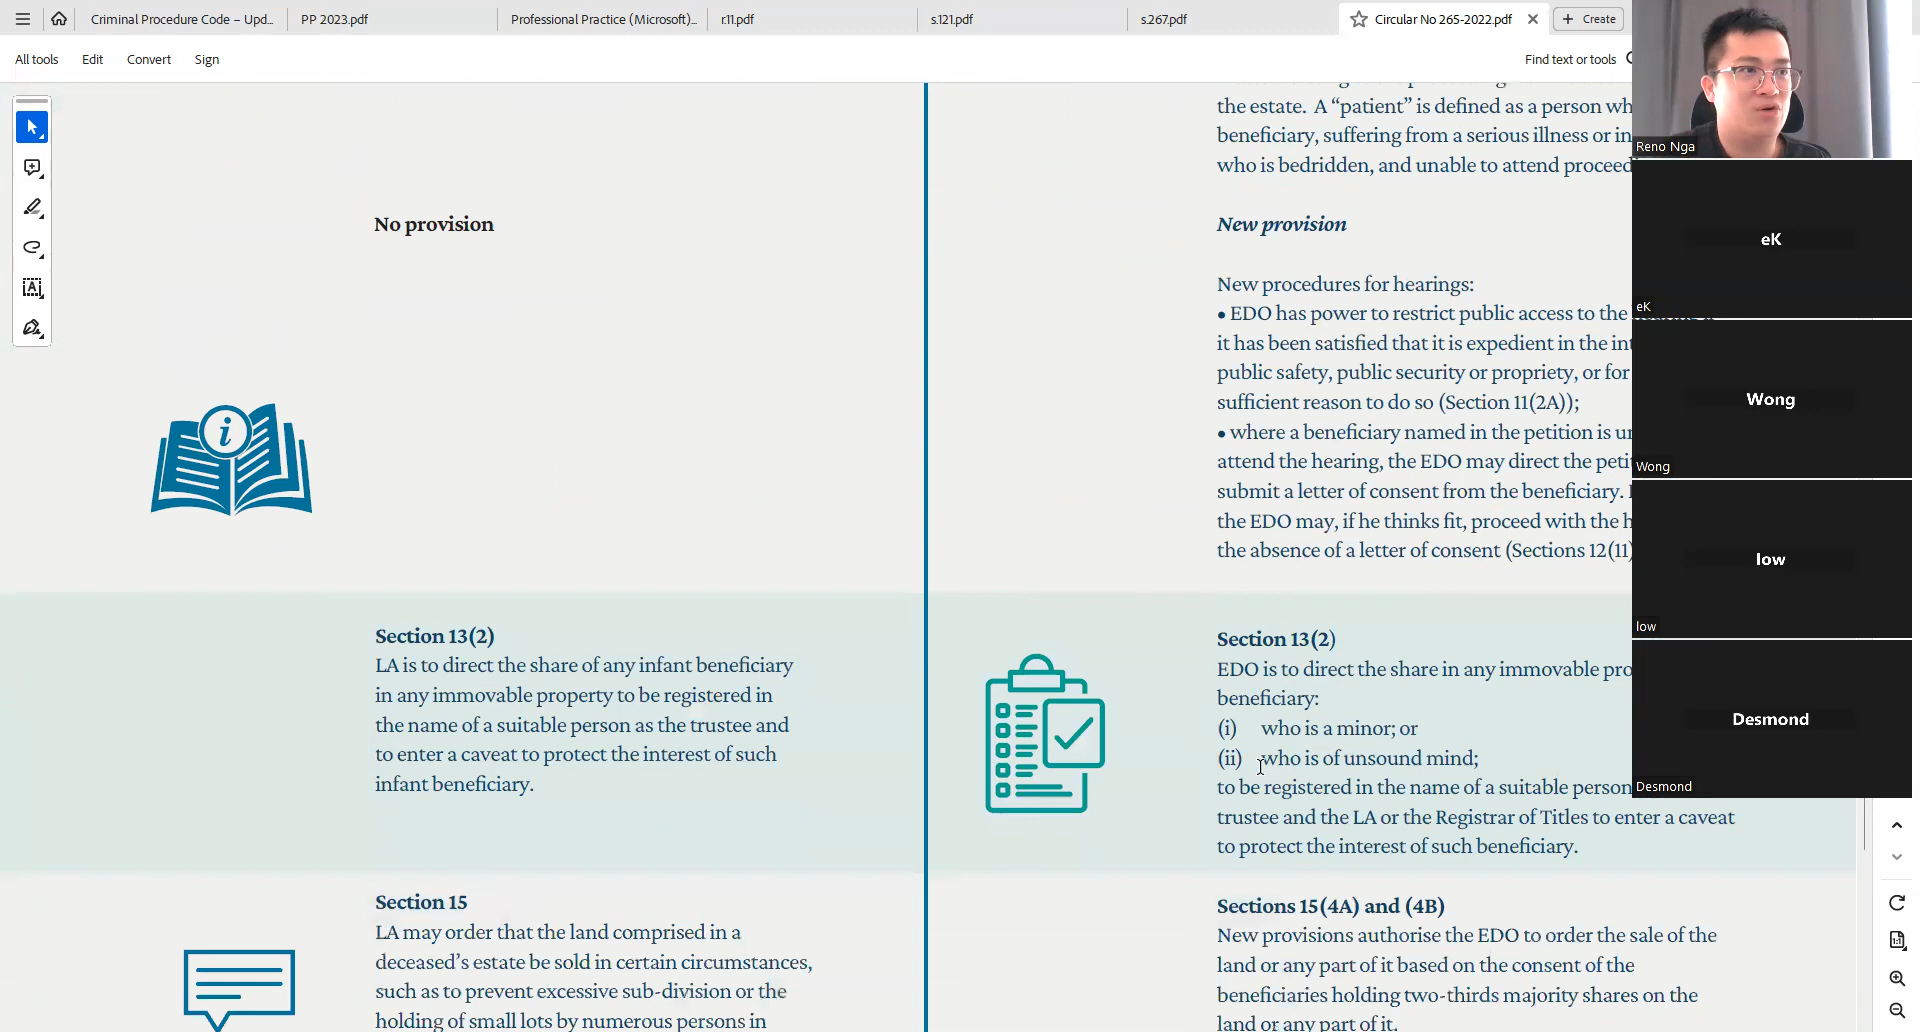 Criminal Procedure Code – Upd...
PP 2023.pdf
Professional Practice (Microsoft)...
r.11.pdf
s.121.pdf
s.267.pdf
Circular No 265-2022.pdf
Create
All tools
Edit
Convert
Sign
Find text or tools
No provision
Section 13(2)
LA is to direct the share of any infant beneficiary
in any immovable property to be registered in
the name of a suitable person as the trustee and
to enter a caveat to protect the interest of such
infant beneficiary.
Section 15
LA may order that the land comprised in a
deceased's estate be sold in certain circumstances,
such as to prevent excessive sub-division or the
holding of small lots by numerous persons in
the estate. A “patient” is defined as a person
beneficiary, suffering from a serious illness or
who is bedridden, and unable to attend
New provision
New procedures for hearings:
• EDO has power to restrict public access to the
it has been satisfied that it is expedient in the
public safety, public security or propriety, or for
sufficient reason to do so (Section 11(2A));
• where a beneficiary named in the petition is
attend the hearing, the EDO may direct the
submit a letter of consent from the beneficiary.
the EDO may, if he thinks fit, proceed with the
the absence of a letter of consent (Sections 12(11)
Section 13(2)
EDO is to direct the share in any immovable
beneficiary:
(i) who is a minor; or
(ii) who is of unsound mind;
to be registered in the name of a suitable person
trustee and the LA or the Registrar of Titles to enter a caveat
to protect the interest of such beneficiary.
Sections 15(4A) and (4B)
New provisions authorise the EDO to order the sale of the
land or any part of it based on the consent of the
beneficiaries holding two-thirds majority shares on the
land or any part of it.
Reno Nga
eK
eK
Wong
Wong
low
low
Desmond
Desmond